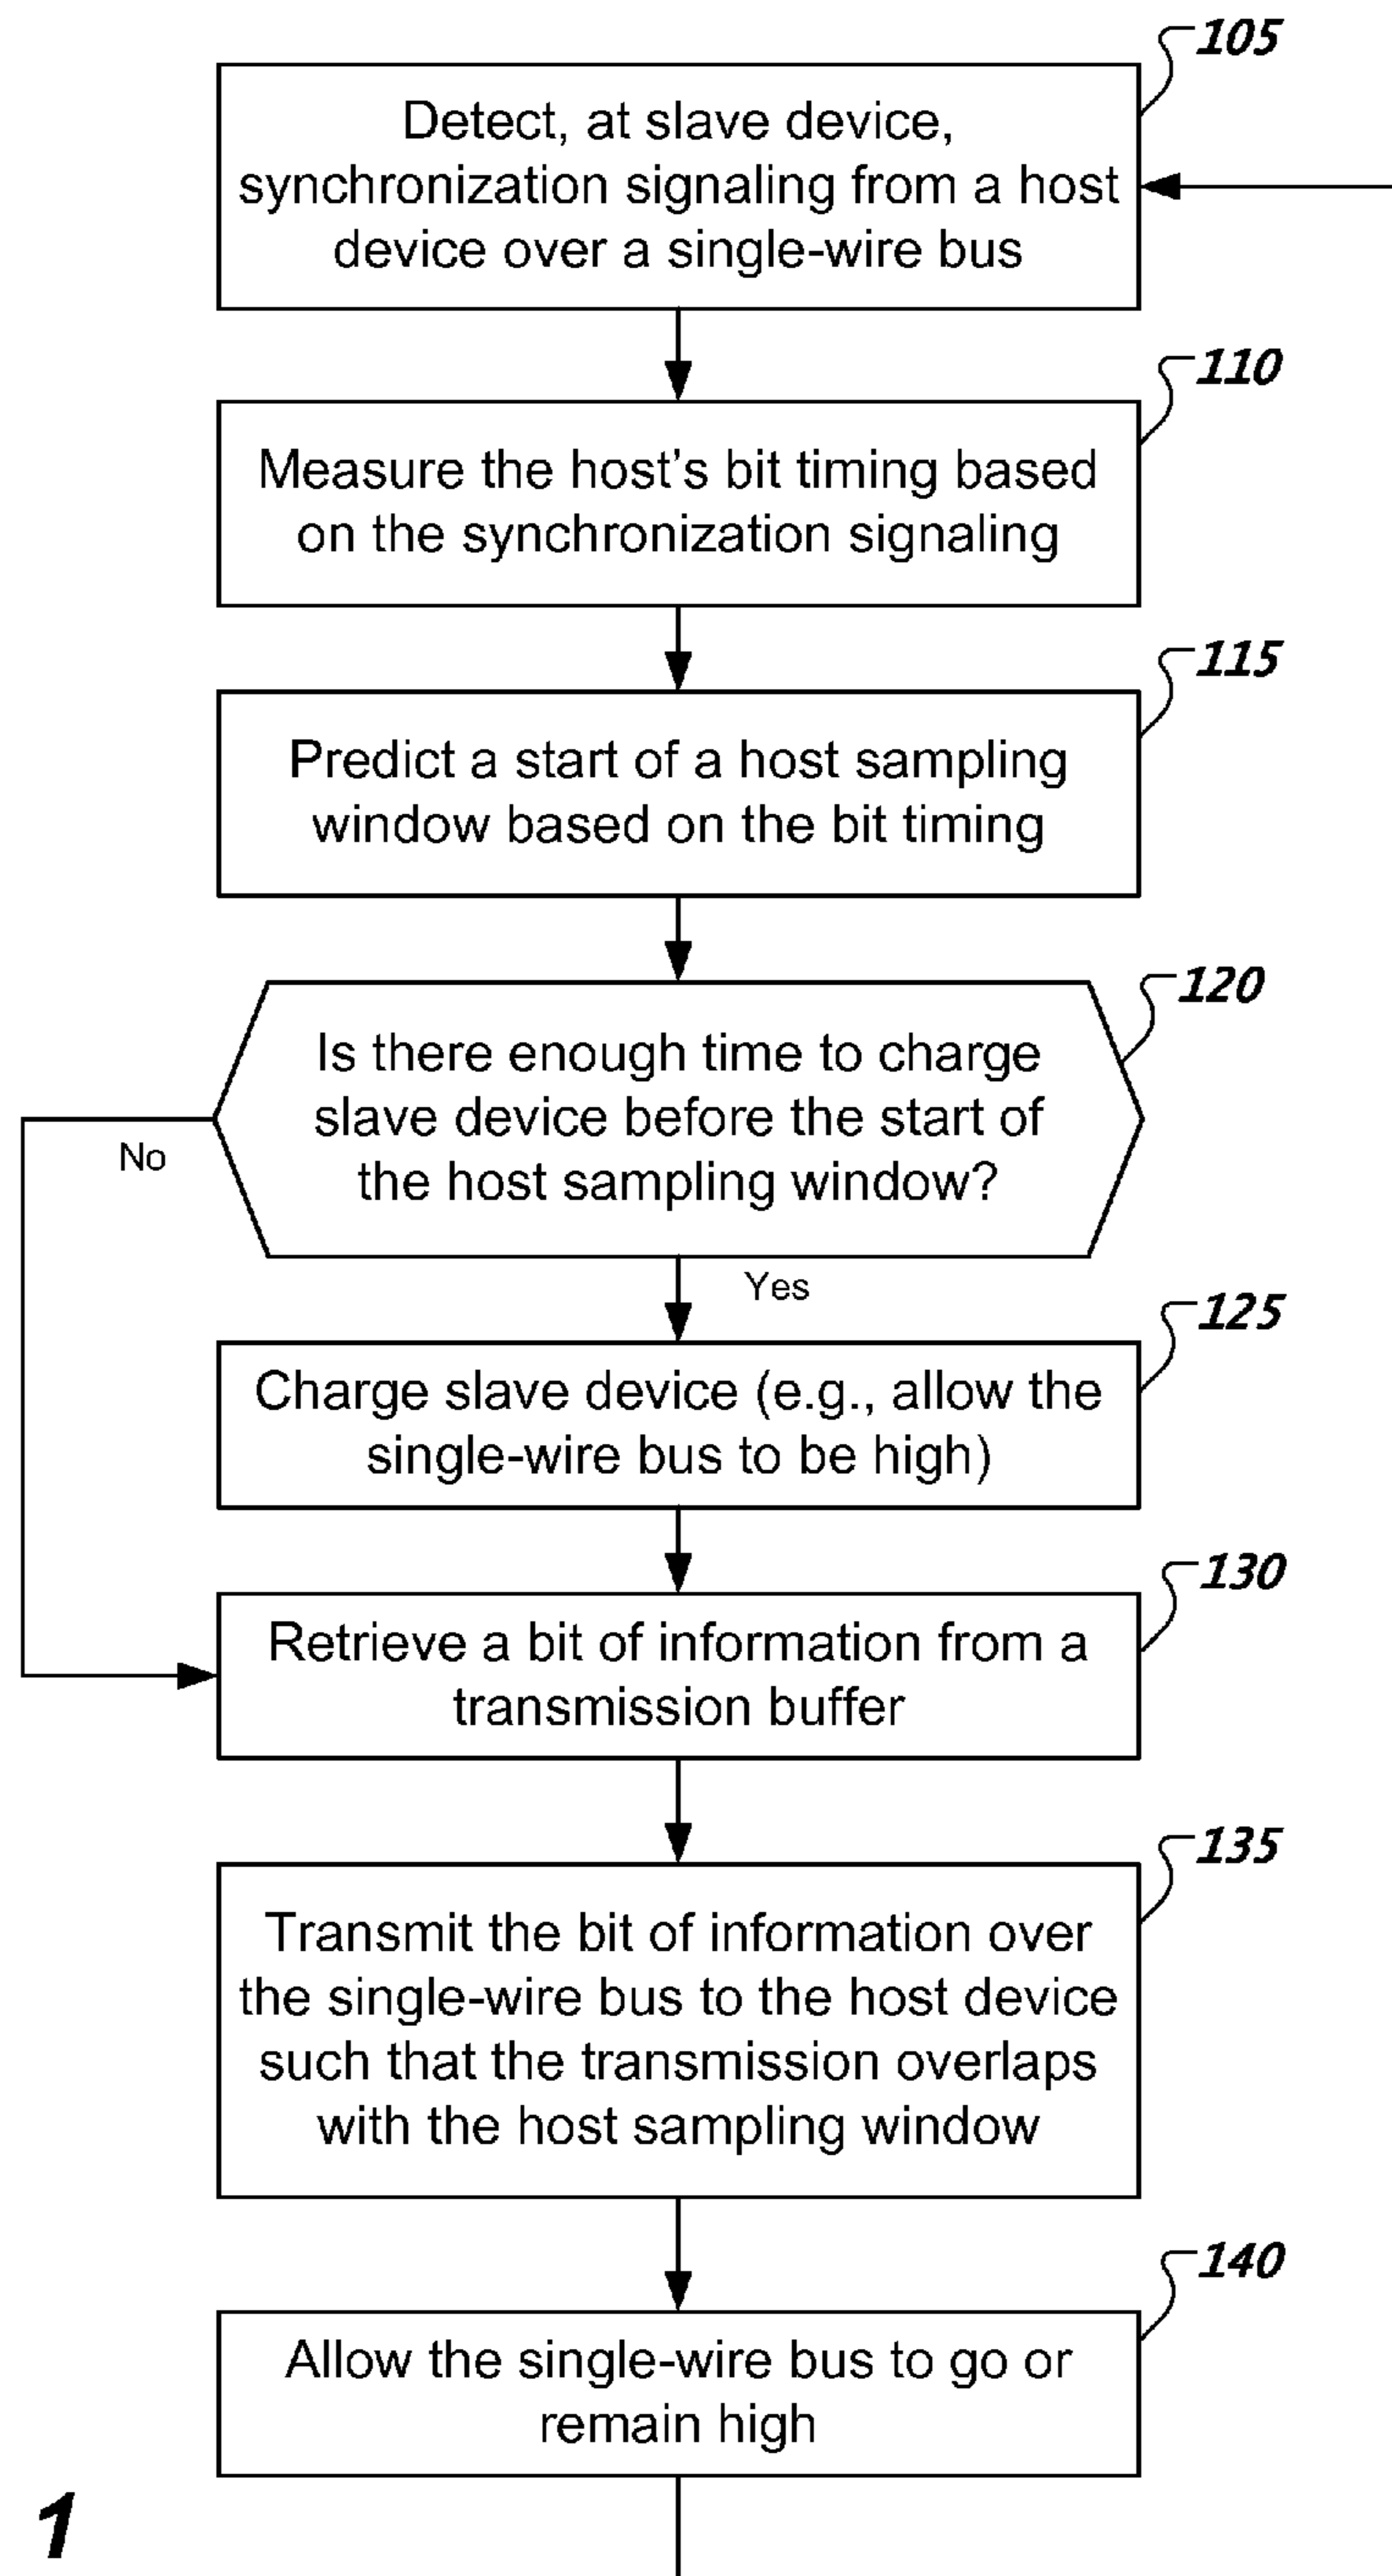 105
Detect, at slave device,
synchronization signaling from a host
device over a single-wire bus
110
Measure the host's bit timing based
on the synchronization signaling
115
Predict a start of a host sampling
window based on the bit timing
120
Is there enough time to charge
slave device before the start of
the host sampling window?
No
Yes
125
Charge slave device (e.g., allow the
single-wire bus to be high)
130
Retrieve a bit of information from a
transmission buffer
135
Transmit the bit of information over
the single-wire bus to the host device
such that the transmission overlaps
with the host sampling window
140
Allow the single-wire bus to go or
remain high
1